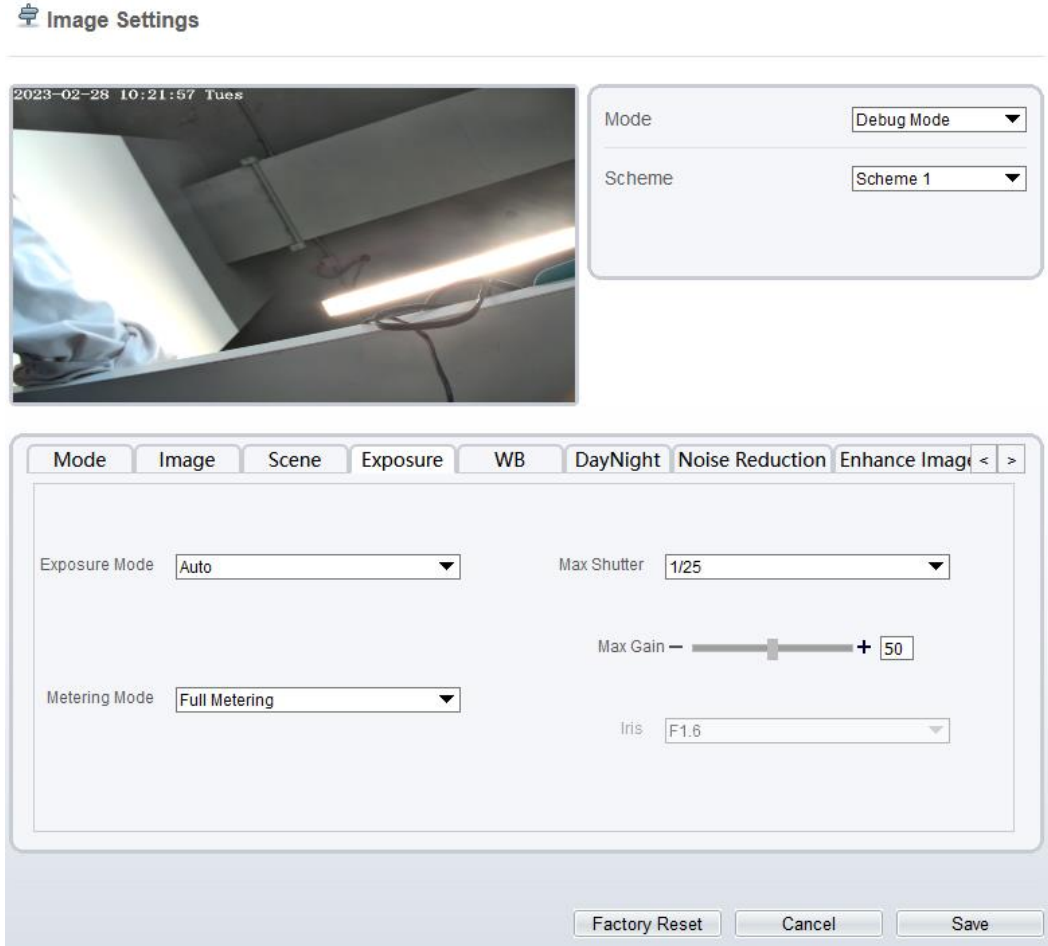 Image Settings
2023-02-28 10:21:57 Tues
Mode Debug Mode
Scheme Scheme 1
Mode Image Scene Exposure WB DayNight Noise Reduction Enhance Image < >
Exposure Mode Auto Max Shutter 1/25
Max Gain − + 50
Metering Mode Full Metering
Iris F1.6
Factory Reset Cancel Save